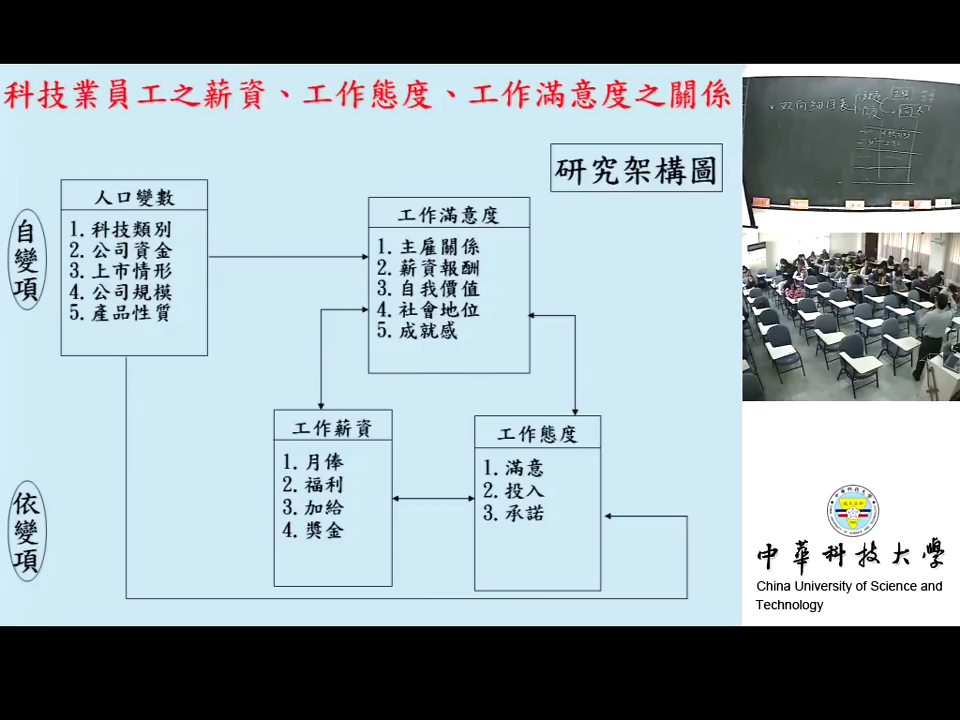 科技業員工之薪資、工作態度、工作滿意度之關係
研究架構圖
自變項
人口變數
1. 科技類別
2. 公司資金
3. 上市情形
4. 公司規模
5. 產品性質
工作滿意度
1. 主雇關係
2. 薪資報酬
3. 自我價值
4. 社會地位
5. 成就感
依變項
工作薪資
1. 月俸
2. 福利
3. 加給
4. 獎金
工作態度
1. 滿意
2. 投入
3. 承諾
双向細目表
中華科技大學
China University of Science and
Technology